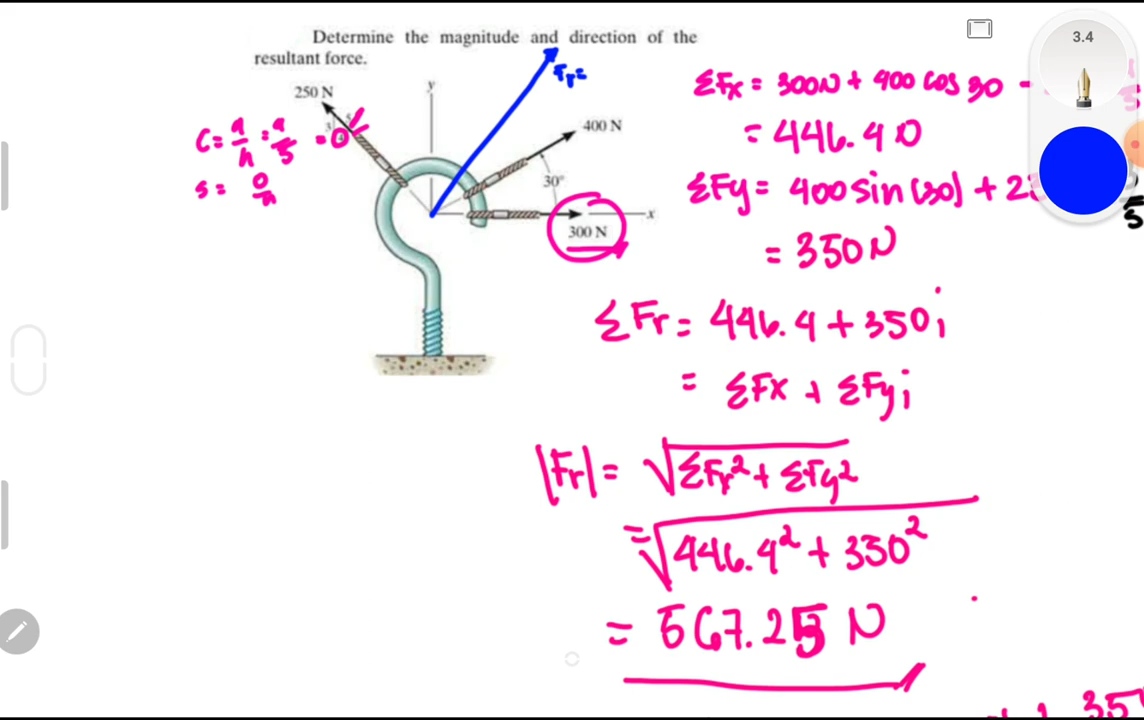 Determine the magnitude and direction of the
resultant force.
250 N
y
400 N
30°
x
300 N
Fr=
ΣFx = 300N + 400 cos 30 -
= 446.4 N
ΣFy = 400 sin (30) +
= 350 N
ΣFr = 446.4 + 350i
= ΣFx + ΣFyi
|Fr| = √ΣFx² + ΣFy²
= √446.4² + 350²
= 567.25 N
3.4